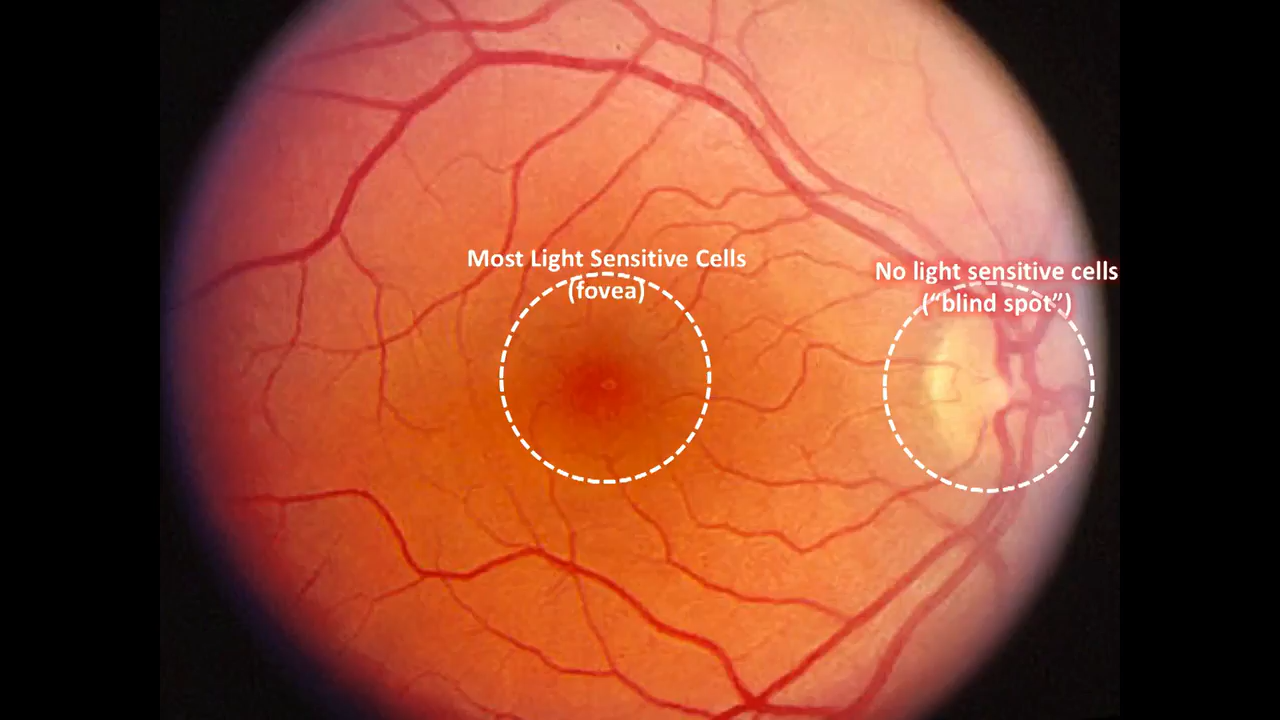 Most Light Sensitive Cells
(fovea)
No light sensitive cells
(“blind spot”)